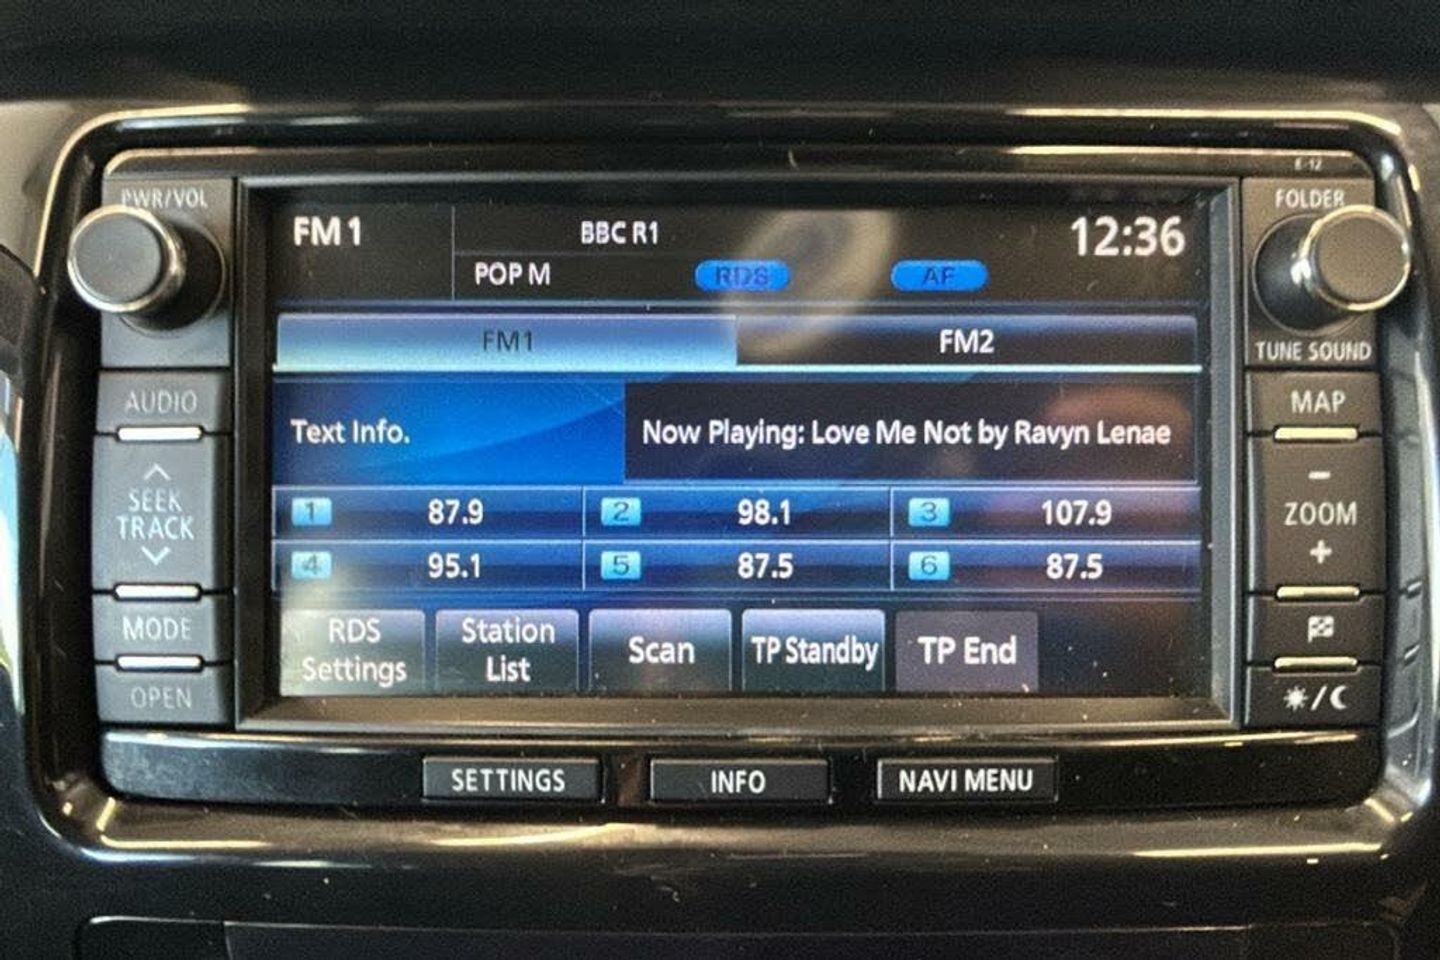 E-12
PWR/VOL
FM1
BBC R1
12:36
POP M
RDS
AF
FOLDER
TUNE SOUND
FM1
FM2
AUDIO
Text Info.
Now Playing: Love Me Not by Ravyn Lenae
MAP
SEEK
TRACK
- ZOOM +
1 87.9
2 98.1
3 107.9
4 95.1
5 87.5
6 87.5
MODE
OPEN
RDS
Settings
Station
List
Scan
TP Standby
TP End
SETTINGS
INFO
NAVI MENU